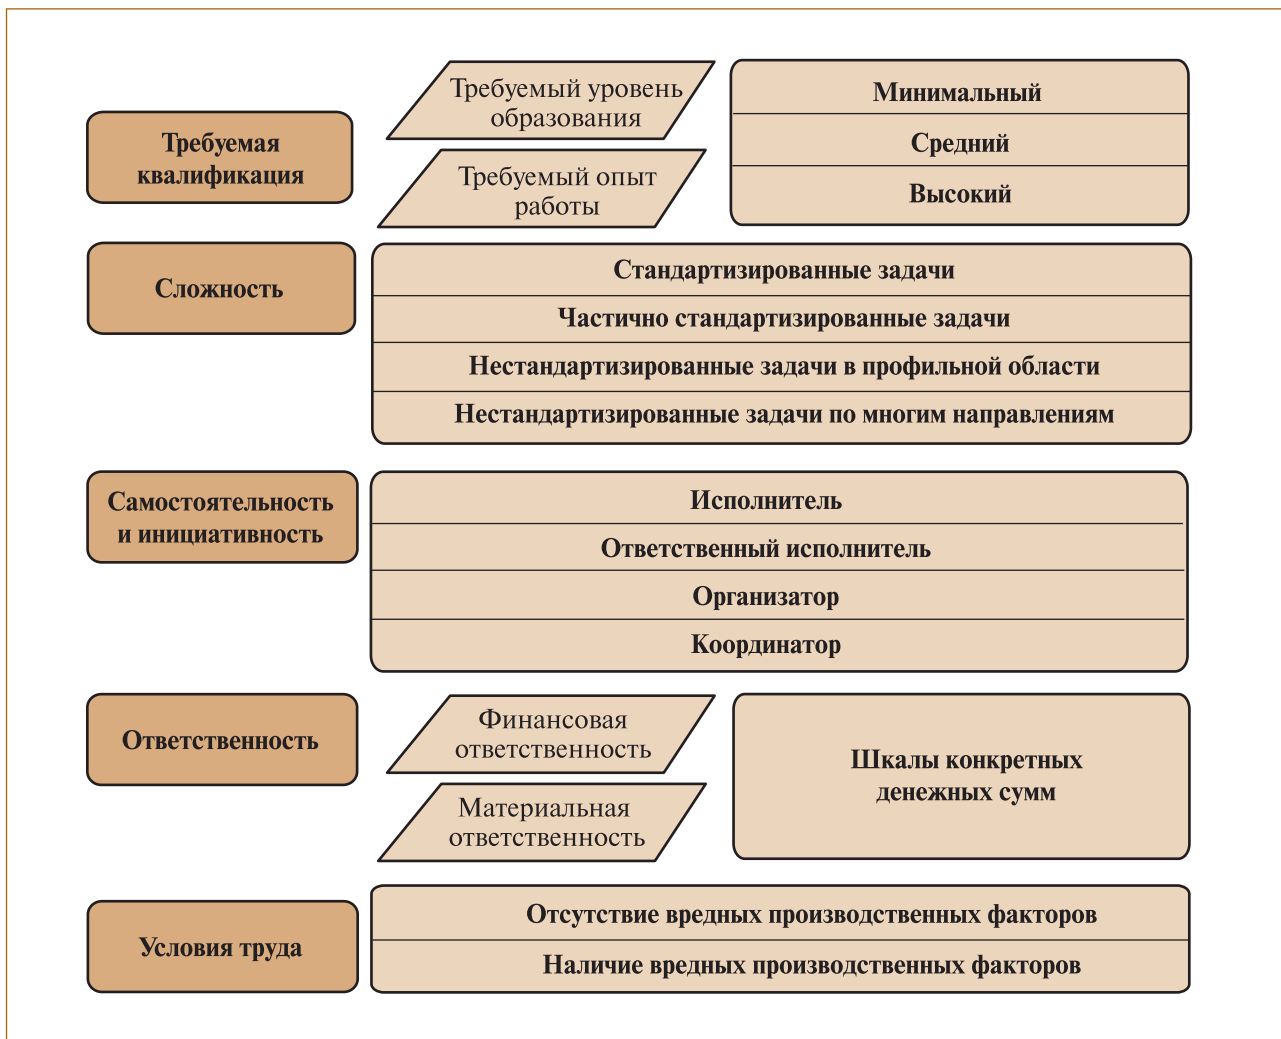 Требуемая
квалификация
Требуемый уровень
образования
Требуемый опыт
работы
Минимальный
Средний
Высокий
Сложность
Стандартизированные задачи
Частично стандартизированные задачи
Нестандартизированные задачи в профильной области
Нестандартизированные задачи по многим направлениям
Самостоятельность
и инициативность
Исполнитель
Ответственный исполнитель
Организатор
Координатор
Ответственность
Финансовая
ответственность
Материальная
ответственность
Шкалы конкретных
денежных сумм
Условия труда
Отсутствие вредных производственных факторов
Наличие вредных производственных факторов